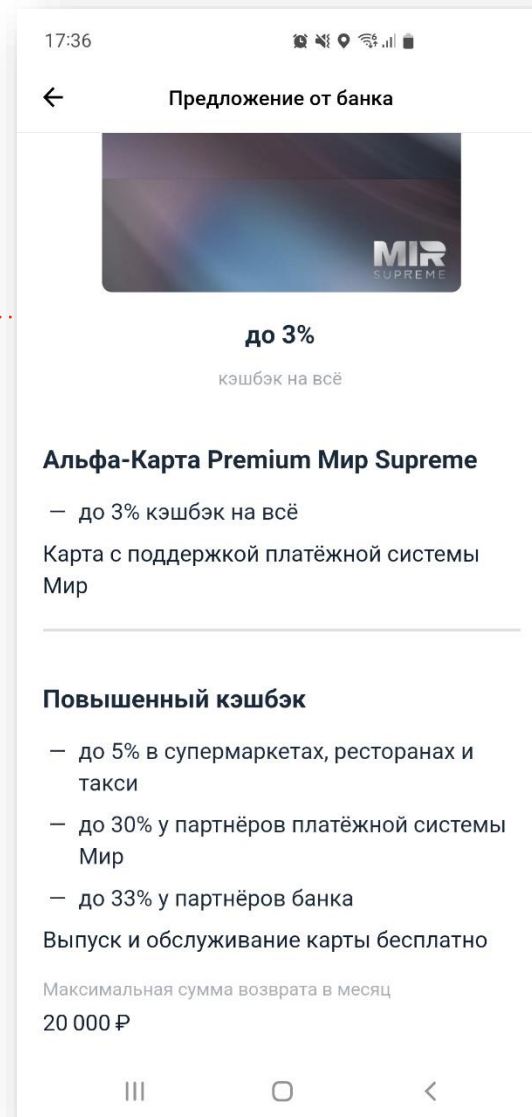 17:36
Предложение от банка
MIR
SUPREME
до 3%
кэшбэк на всё
Альфа-Карта Premium Мир Supreme
— до 3% кэшбэк на всё
Карта с поддержкой платёжной системы
Мир
Повышенный кэшбэк
— до 5% в супермаркетах, ресторанах и
такси
— до 30% у партнёров платёжной системы
Мир
— до 33% у партнёров банка
Выпуск и обслуживание карты бесплатно
Максимальная сумма возврата в месяц
20 000 ₽